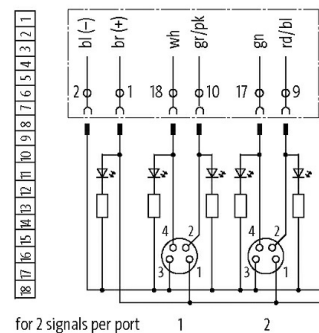 1
2
3
4
5
6
7
8
9
10
11
12
13
14
15
16
17
18
bl (–)
br (+)
wh
gr/pk
gn
rd/bl
2 1 18 10 17 9
4 2 4 2
3 1 3 1
for 2 signals per port 1 2